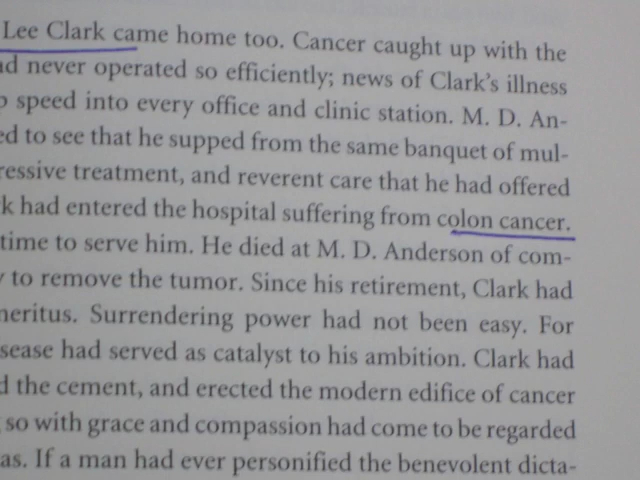 Lee Clark came home too. Cancer caught up with the
d never operated so efficiently; news of Clark's illness
speed into every office and clinic station. M. D. An-
ed to see that he supped from the same banquet of mul-
ressive treatment, and reverent care that he had offered
k had entered the hospital suffering from colon cancer.
time to serve him. He died at M. D. Anderson of com-
y to remove the tumor. Since his retirement, Clark had
neritus. Surrendering power had not been easy. For
sease had served as catalyst to his ambition. Clark had
d the cement, and erected the modern edifice of cancer
so with grace and compassion had come to be regarded
as. If a man had ever personified the benevolent dicta-